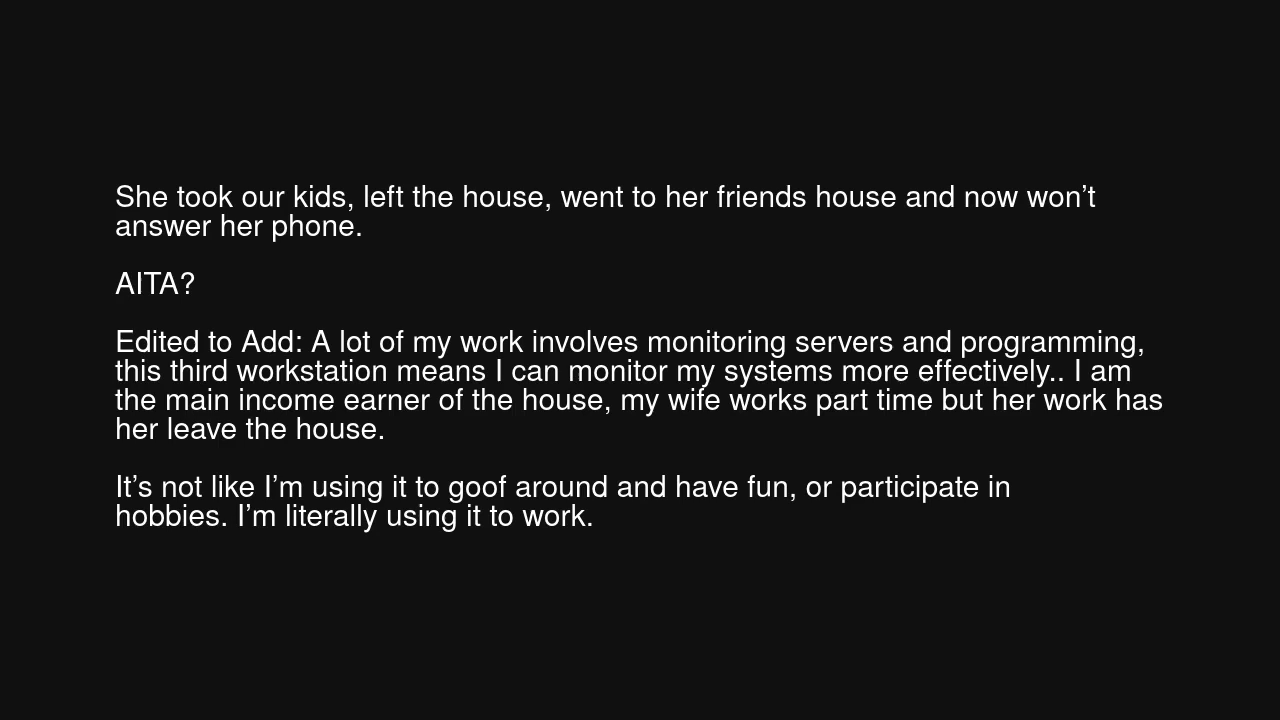 She took our kids, left the house, went to her friends house and now won’t
answer her phone.
AITA?
Edited to Add: A lot of my work involves monitoring servers and programming,
this third workstation means I can monitor my systems more effectively.. I am
the main income earner of the house, my wife works part time but her work has
her leave the house.
It’s not like I’m using it to goof around and have fun, or participate in
hobbies. I’m literally using it to work.